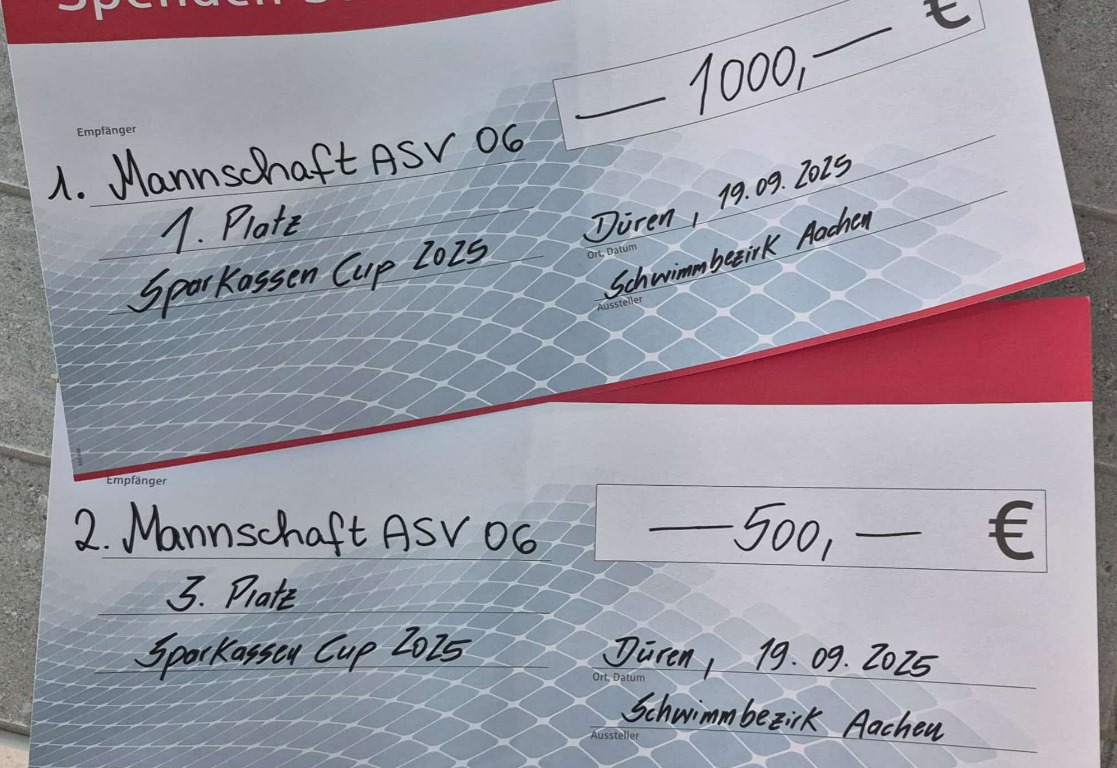 Spenden
— 1000,— €
Empfänger
1. Mannschaft ASV 06
1. Platz
Sparkassen Cup 2025
Düren, 19.09.2025
Ort, Datum
Schwimmbezirk Aachen
Aussteller
Empfänger
2. Mannschaft ASV 06
— 500,— €
3. Platz
Sparkassen Cup 2025
Düren, 19.09.2025
Ort, Datum
Schwimmbezirk Aachen
Aussteller